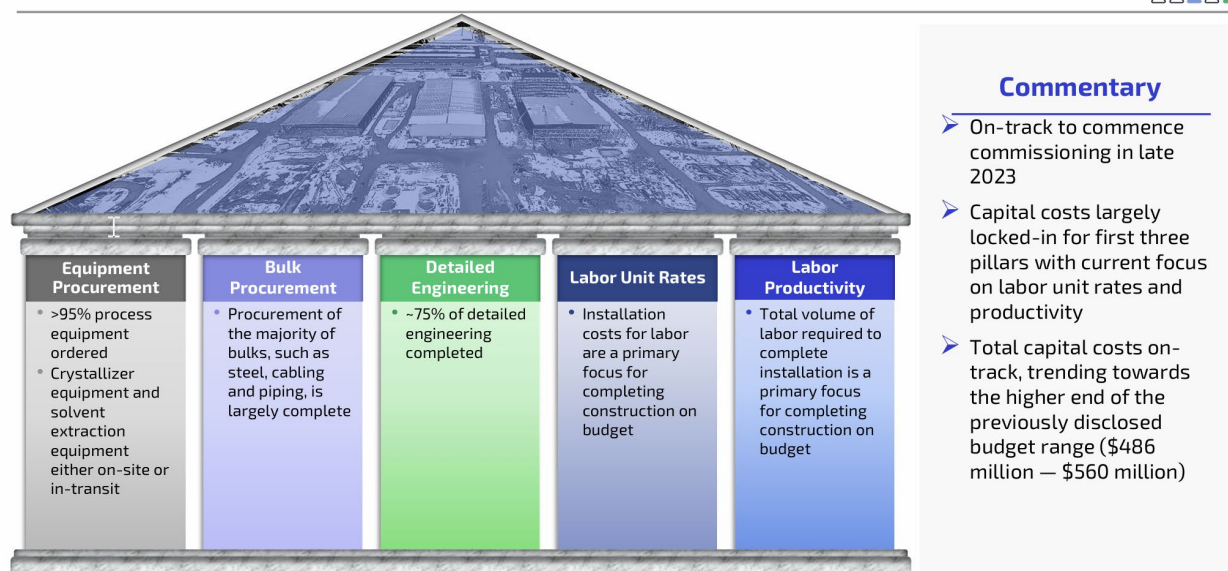 Equipment
Procurement
>95% process
equipment
ordered
Crystallizer
equipment and
solvent
extraction
equipment
either on-site or
in-transit
Bulk
Procurement
Procurement of
the majority of
bulks, such as
steel, cabling
and piping, is
largely complete
Detailed
Engineering
~75% of detailed
engineering
completed
Labor Unit Rates
Installation
costs for labor
are a primary
focus for
completing
construction on
budget
Labor
Productivity
Total volume of
labor required to
complete
installation is a
primary focus
for completing
construction on
budget
Commentary
On-track to commence
commissioning in late
2023
Capital costs largely
locked-in for first three
pillars with current focus
on labor unit rates and
productivity
Total capital costs on-
track, trending towards
the higher end of the
previously disclosed
budget range ($486
million — $560 million)